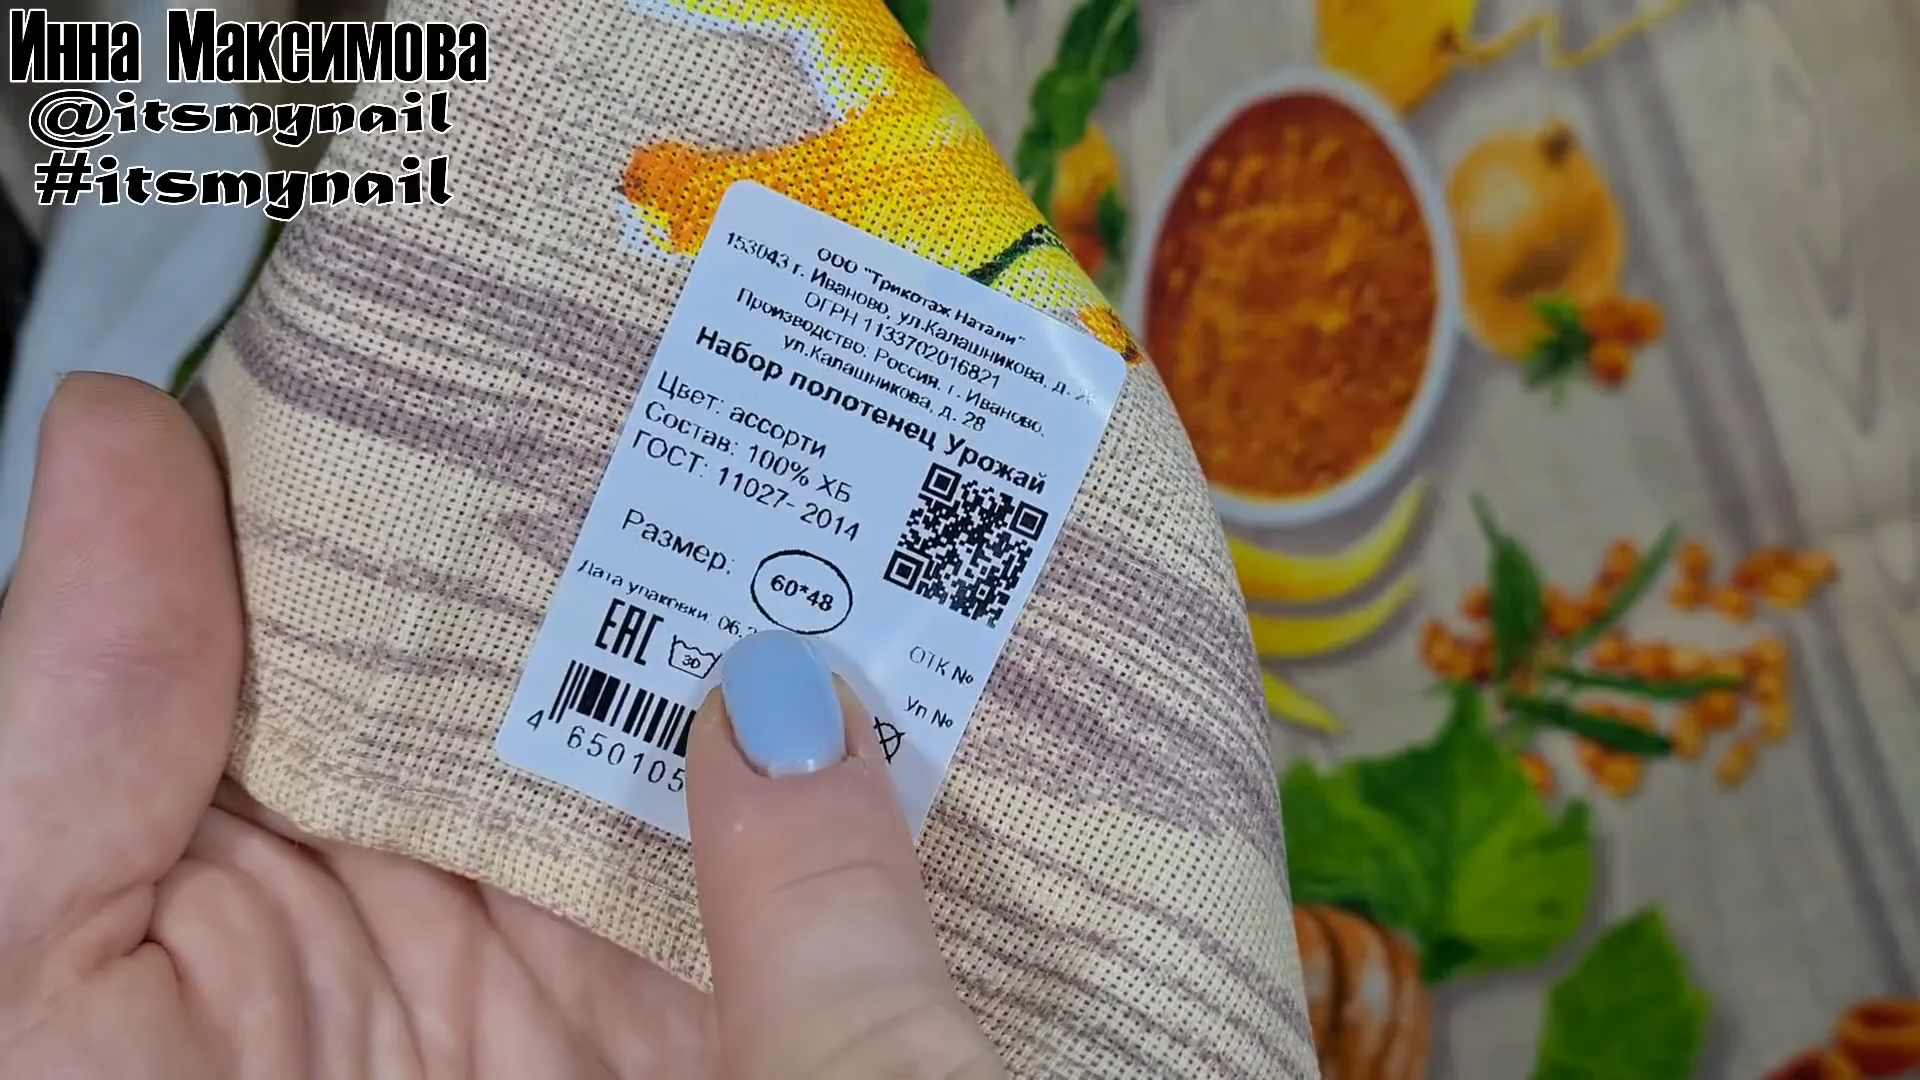 Инна Максимова
@itsmynail
#itsmynail
ООО "Трикотаж Натали"
153043 г. Иваново, ул.Калашникова, д. 28
ОГРН 1133702016821
Производство: Россия, г. Иваново,
ул.Калашникова, д. 28
Набор полотенец Урожай
Цвет: ассорти
Состав: 100% ХБ
ГОСТ: 11027- 2014
Размер: 60*48
Дата упаковки: 06.
EAC
30
ОТК №
Уп №
4 650105